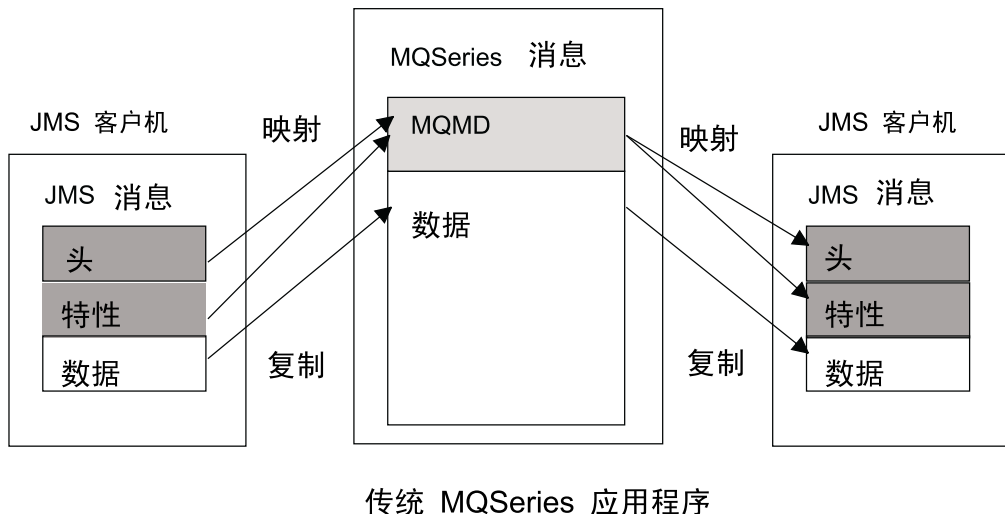 MQSeries 消息
MQMD
数据
JMS 客户机
JMS 消息
头
特性
数据
映射
复制
映射
复制
JMS 客户机
JMS 消息
头
特性
数据
传统 MQSeries 应用程序